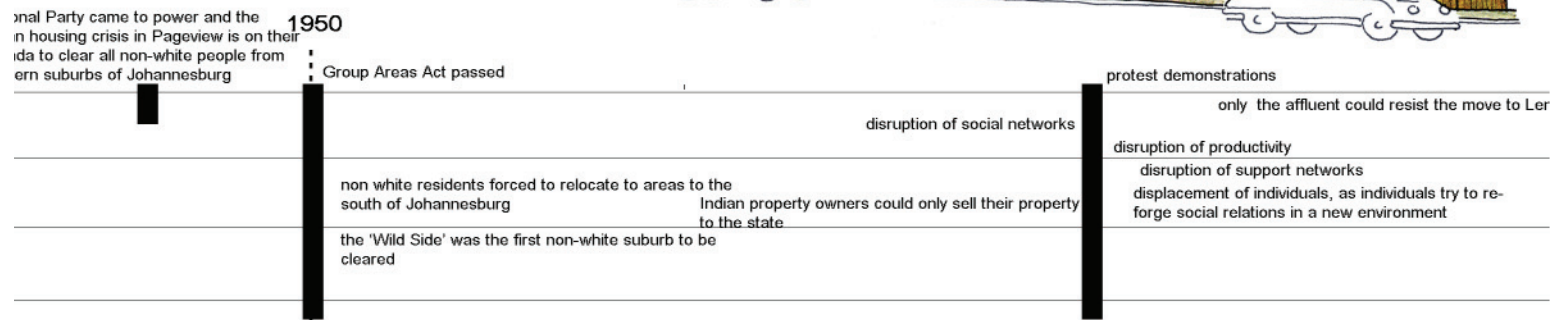 onal Party came to power and the
n housing crisis in Pageview is on their
da to clear all non-white people from
ern suburbs of Johannesburg
1950
Group Areas Act passed
non white residents forced to relocate to areas to the
south of Johannesburg
the 'Wild Side' was the first non-white suburb to be
cleared
disruption of social networks
Indian property owners could only sell their property
to the state
protest demonstrations
only the affluent could resist the move to Len
disruption of productivity
disruption of support networks
displacement of individuals, as individuals try to re-
forge social relations in a new environment